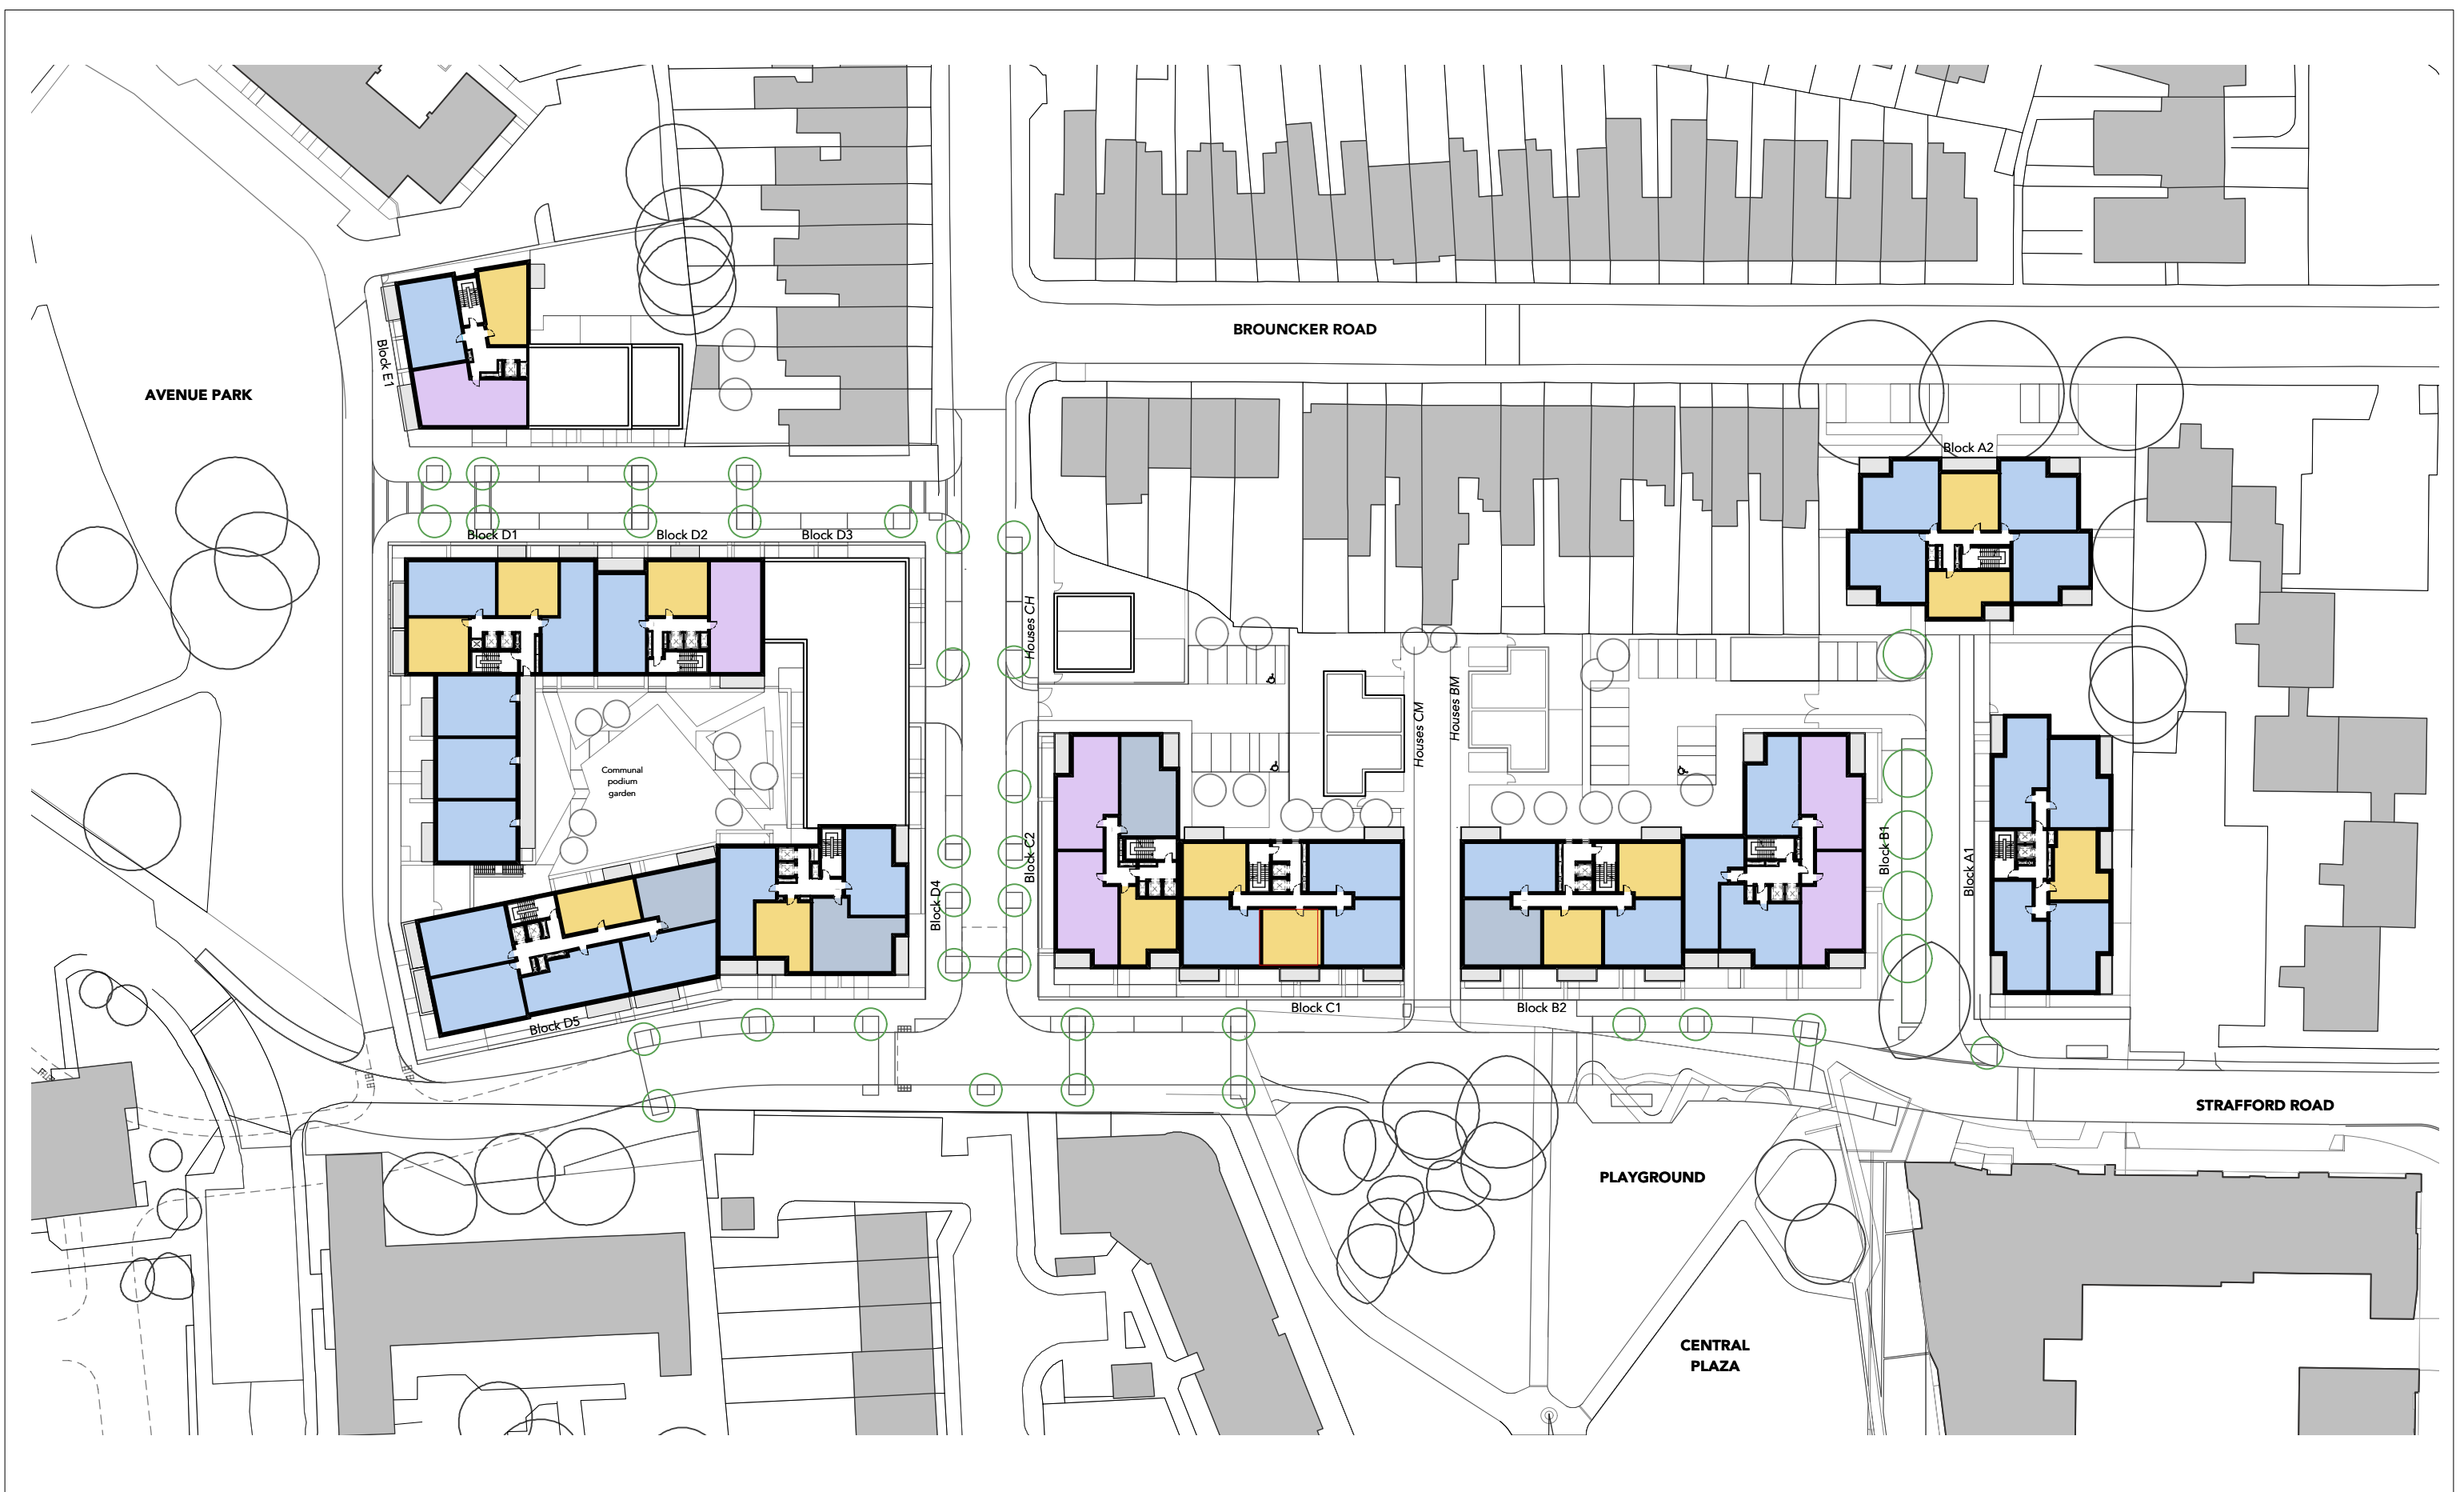 BROUNCKER ROAD
Block E1
AVENUE PARK
Block A2
Block D1
Block D2
Block D3
Houses CH
Houses CM
Houses BM
Communal
podium
garden
Block C2
Block B1
Block A1
Block D4
Block C1
Block B2
Block D5
STRAFFORD ROAD
PLAYGROUND
CENTRAL
PLAZA